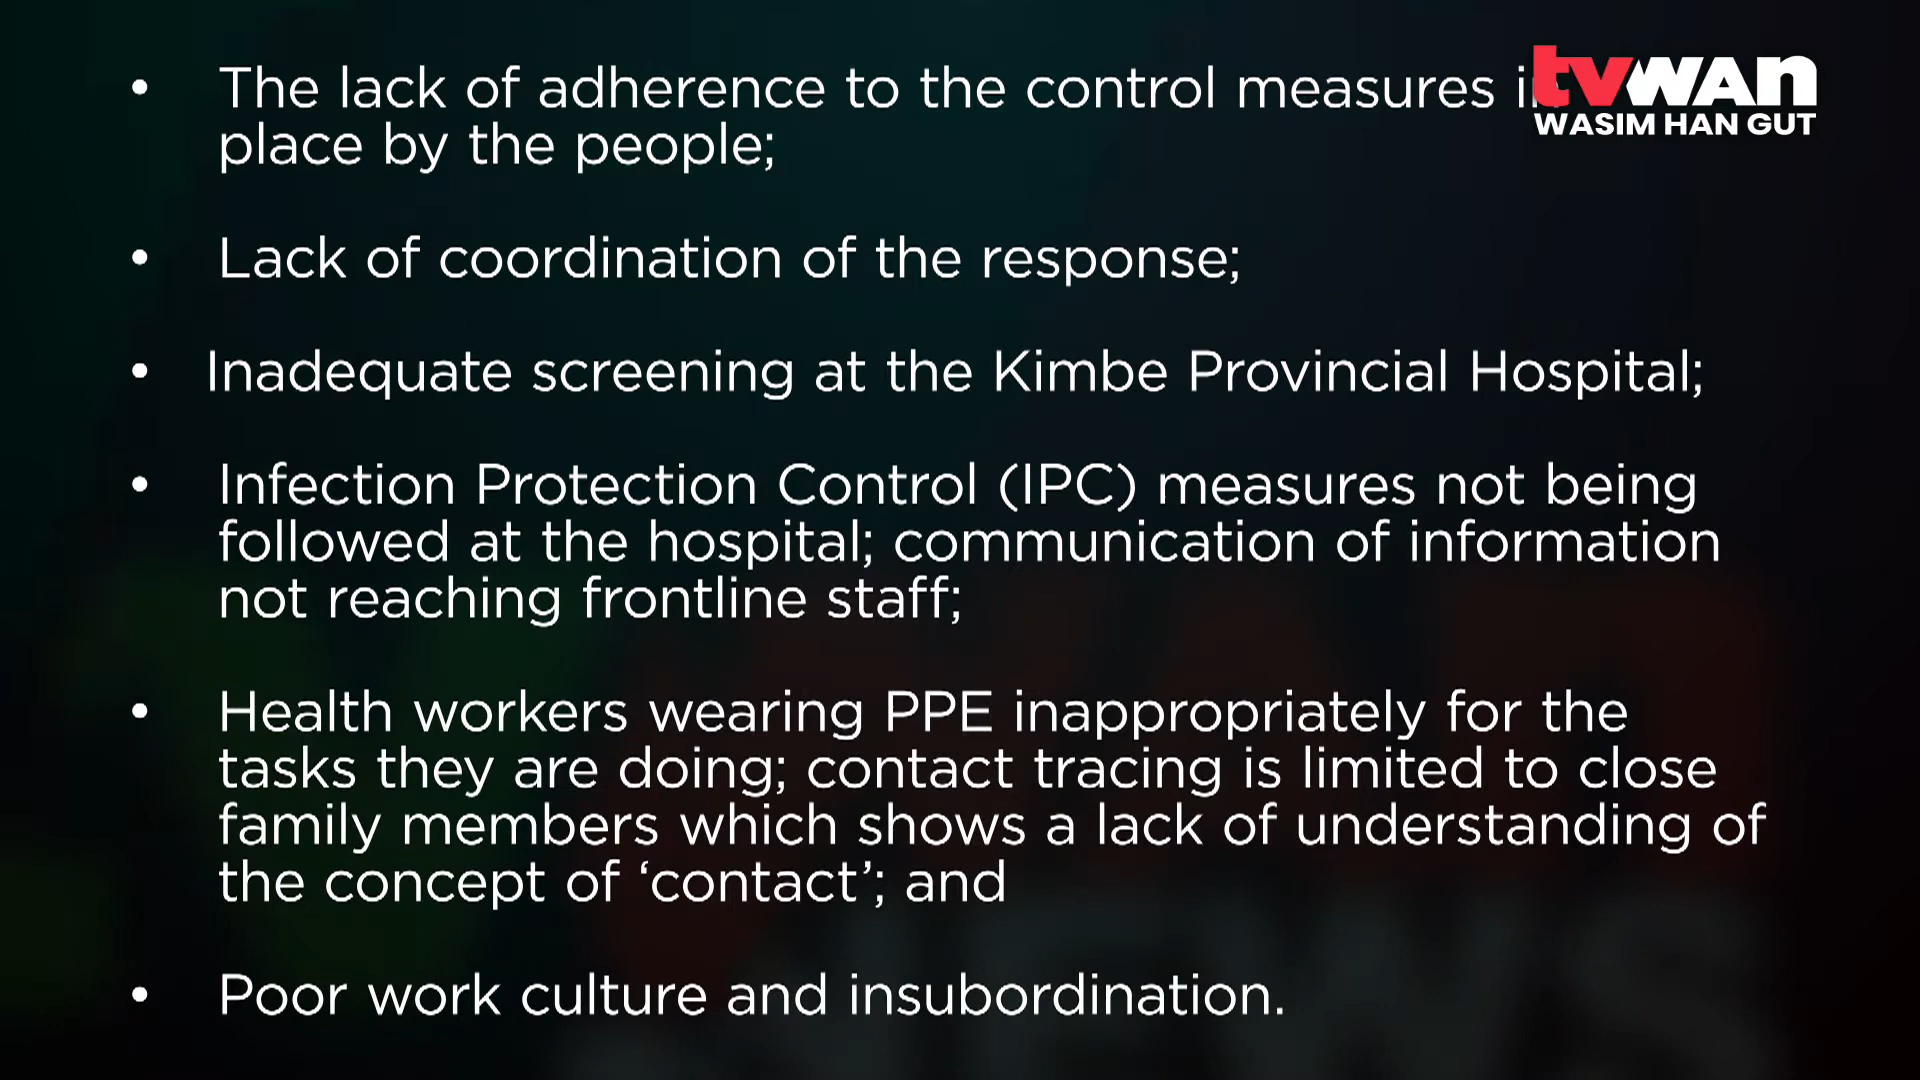 • The lack of adherence to the control measures in
place by the people;
• Lack of coordination of the response;
• Inadequate screening at the Kimbe Provincial Hospital;
• Infection Protection Control (IPC) measures not being
followed at the hospital; communication of information
not reaching frontline staff;
• Health workers wearing PPE inappropriately for the
tasks they are doing; contact tracing is limited to close
family members which shows a lack of understanding of
the concept of ‘contact’; and
• Poor work culture and insubordination.
tvwan
WASIM HAN GUT
NEWS